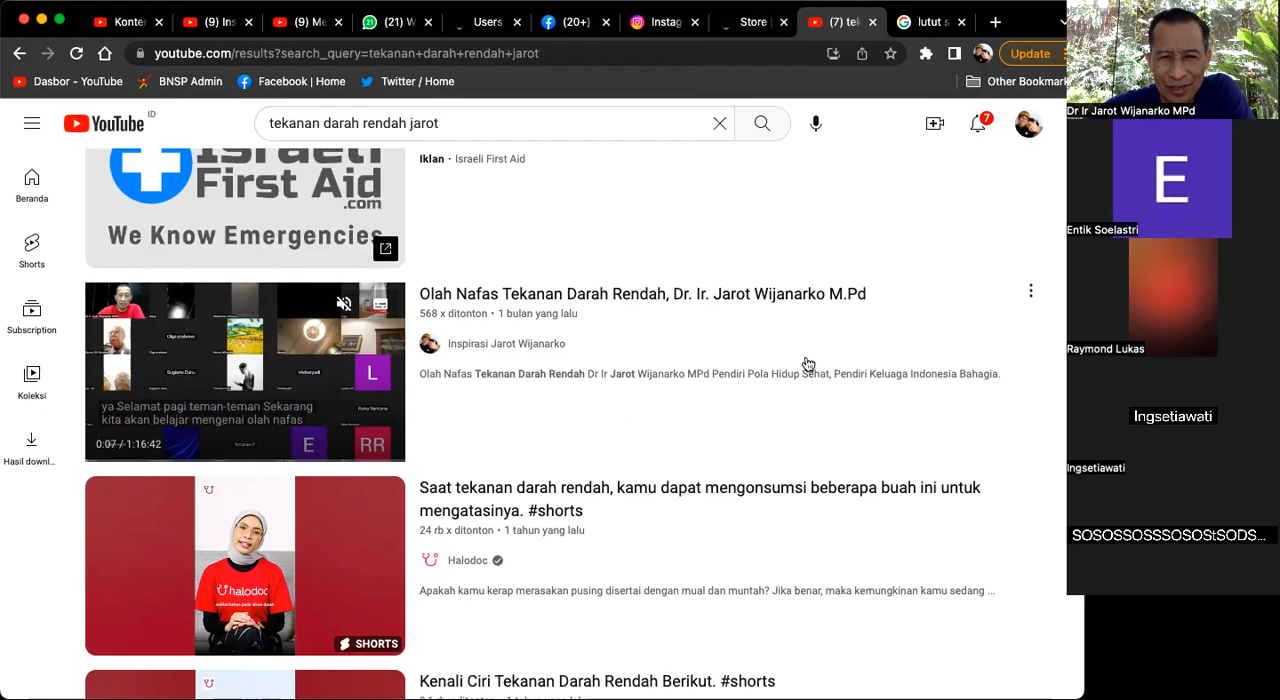 Konter
(9) Ins
(9) Me
(21) W
Users
(20+)
Instag
Store
(7) tek
lutut s
youtube.com/results?search_query=tekanan+darah+rendah+jarot
Update
Dasbor - YouTube
BNSP Admin
Facebook | Home
Twitter / Home
Other Bookmark
YouTube ID
tekanan darah rendah jarot
7
Beranda
Shorts
Subscription
Koleksi
Hasil downl...
Israeli
First Aid
.com
We Know Emergencies
Iklan · Israeli First Aid
Olah Nafas Tekanan Darah Rendah, Dr. Ir. Jarot Wijanarko M.Pd
568 x ditonton • 1 bulan yang lalu
Inspirasi Jarot Wijanarko
Olah Nafas Tekanan Darah Rendah Dr Ir Jarot Wijanarko MPd Pendiri Pola Hidup Sehat, Pendiri Keluaga Indonesia Bahagia.
L
ya Selamat pagi teman-teman Sekarang
kita akan belajar mengenai olah nafas
0:07 / 1:16:42
E
RR
Saat tekanan darah rendah, kamu dapat mengonsumsi beberapa buah ini untuk
mengatasinya. #shorts
24 rb x ditonton • 1 tahun yang lalu
Halodoc
Apakah kamu kerap merasakan pusing disertai dengan mual dan muntah? Jika benar, maka kemungkinan kamu sedang ...
halodoc
SHORTS
Kenali Ciri Tekanan Darah Rendah Berikut. #shorts
Dr Ir Jarot Wijanarko MPd
E
Entik Soelastri
Raymond Lukas
Ingsetiawati
Ingsetiawati
SOSOSSOSSSOSOStSODS...